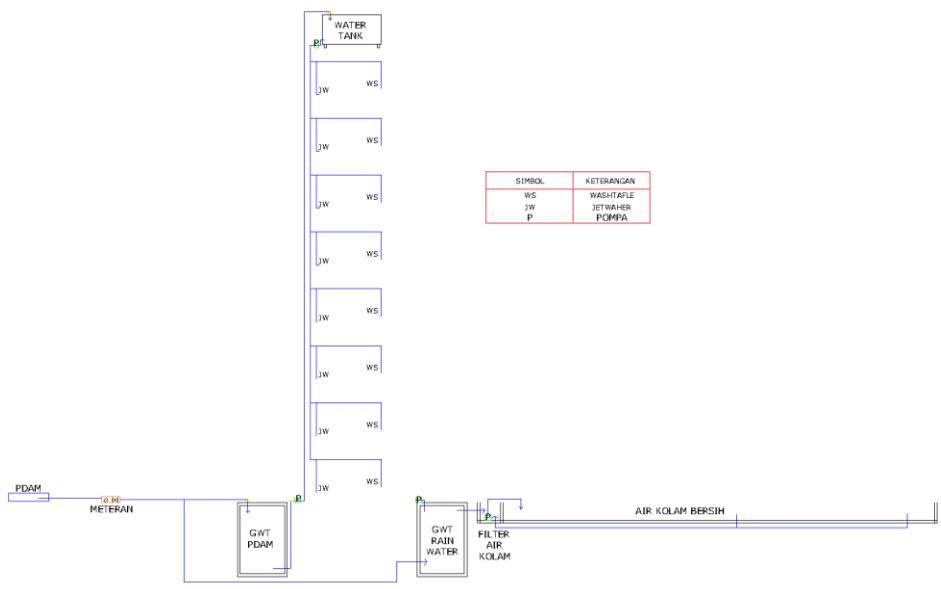 WATER
TANK
P
JW WS
JW WS
JW WS
JW WS
JW WS
JW WS
JW WS
JW WS
SIMBOL KETERANGAN
WS WASHTAFLE
JW JETWAHER
P POMPA
PDAM
METERAN
P
GWT
PDAM
P
GWT
RAIN
WATER
P
FILTER
AIR
KOLAM
AIR KOLAM BERSIH